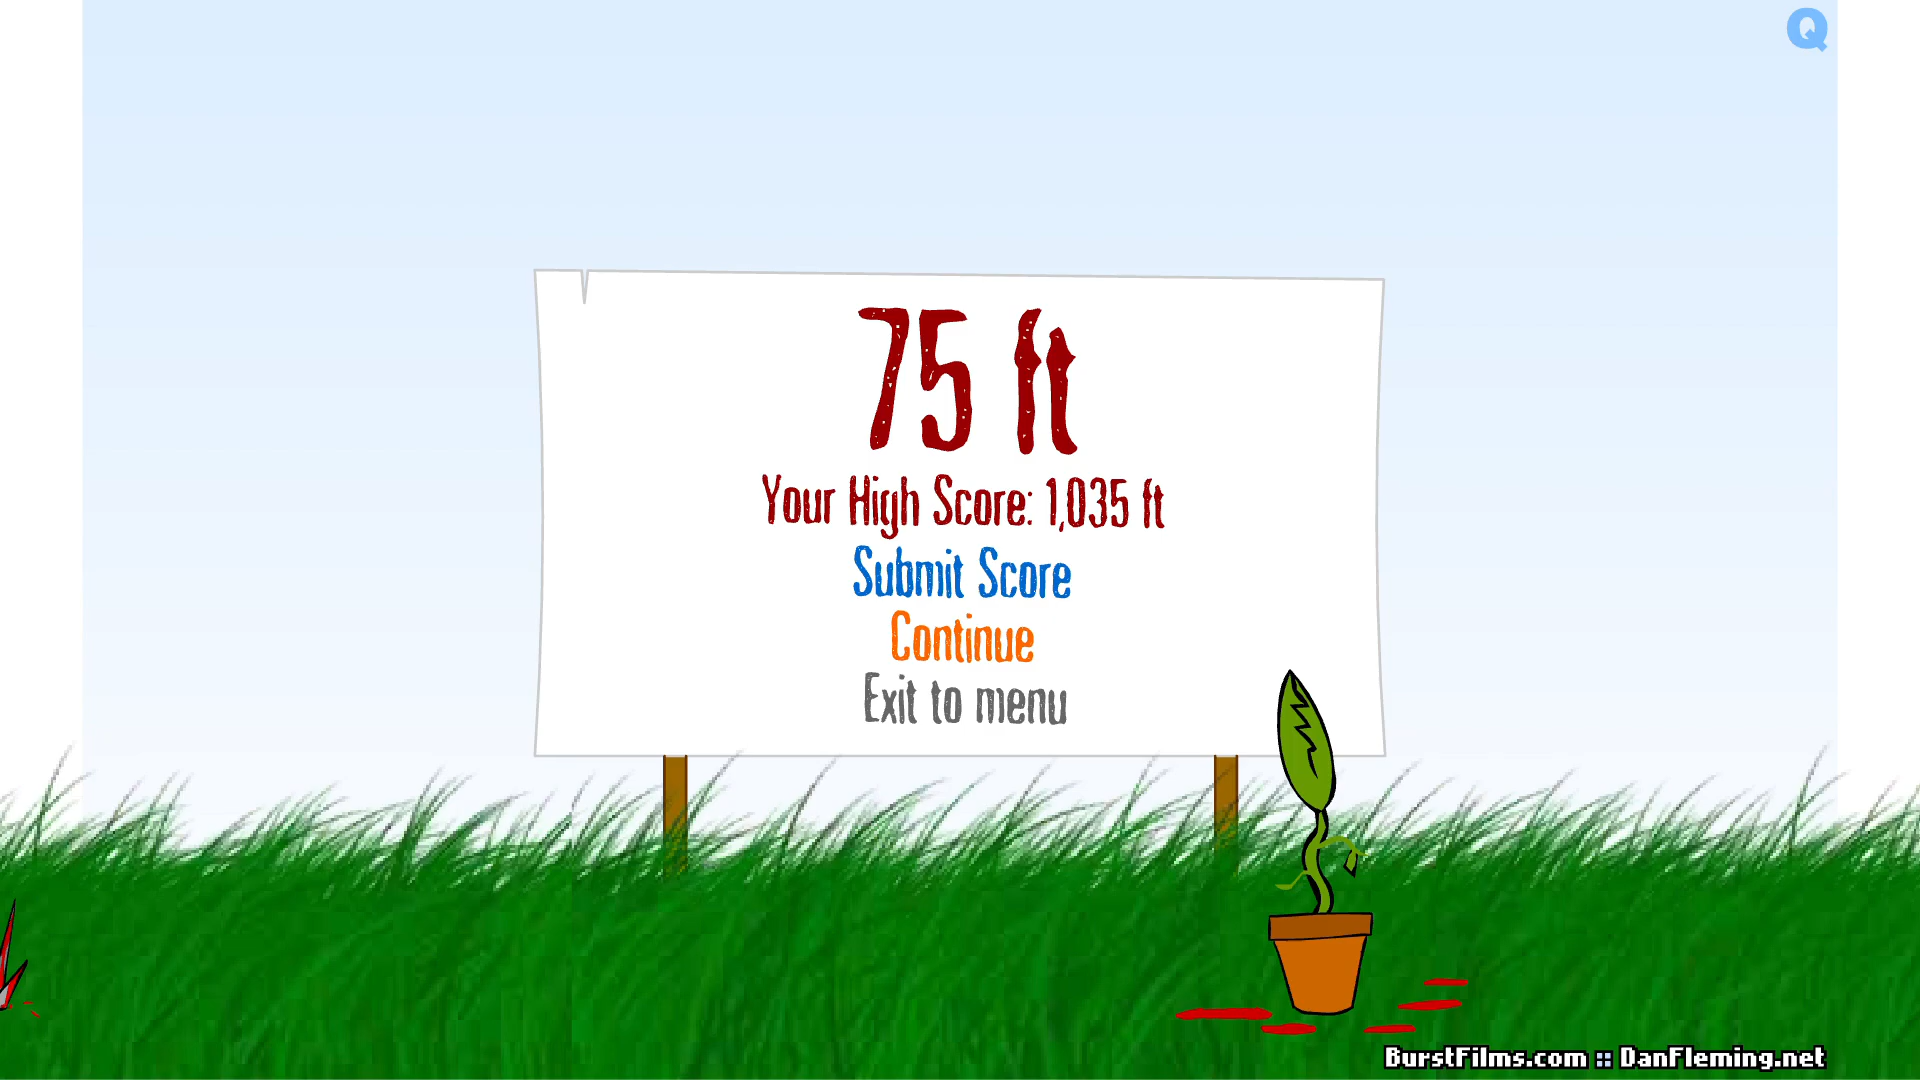 Q
75 ft
Your High Score: 1,035 ft
Submit Score
Continue
Exit to menu
BurstFilms.com :: DanFleming.net